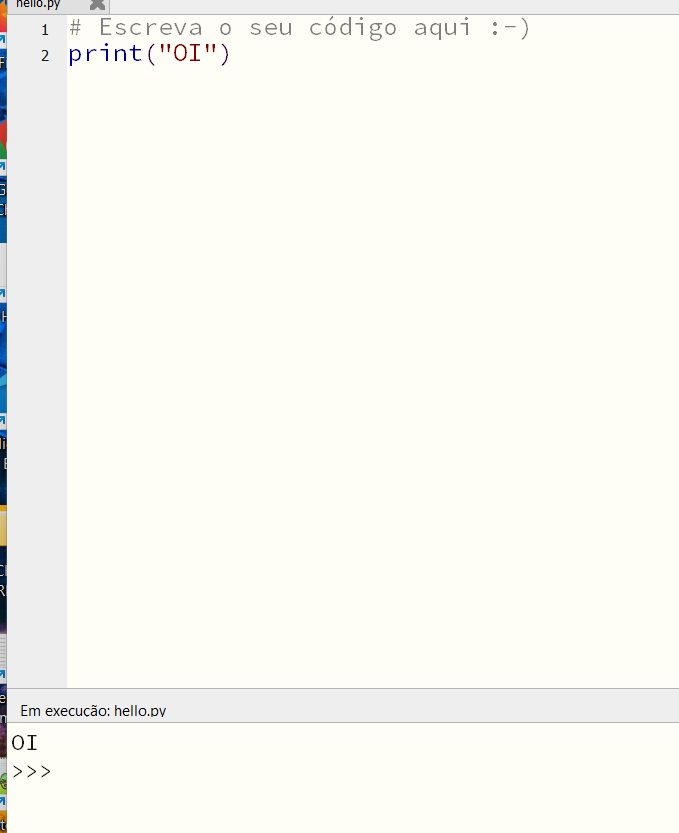 hello.py
1 # Escreva o seu código aqui :-)
2 print("OI")
Em execução: hello.py
OI
>>>